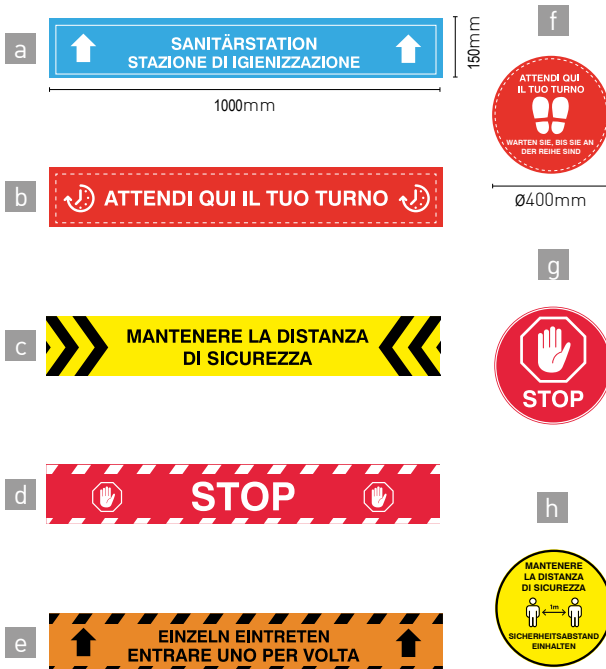 a
SANITÄRSTATION
STAZIONE DI IGIENIZZAZIONE
150mm
1000mm
b
ATTENDI QUI IL TUO TURNO
c
MANTENERE LA DISTANZA
DI SICUREZZA
d
STOP
e
EINZELN EINTRETEN
ENTRARE UNO PER VOLTA
f
ATTENDI QUI
IL TUO TURNO
WARTEN SIE, BIS SIE AN
DER REIHE SIND
Ø400mm
g
STOP
h
MANTENERE
LA DISTANZA
DI SICUREZZA
1m
SICHERHEITSABSTAND
EINHALTEN